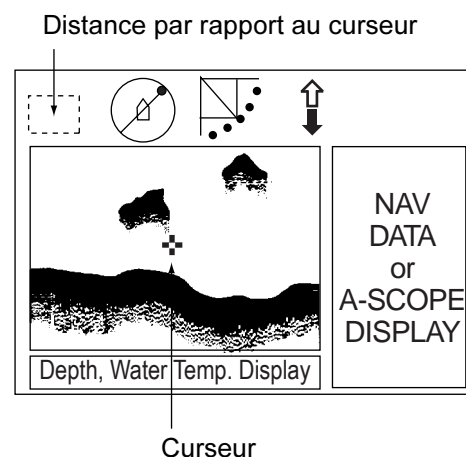 Distance par rapport au curseur
NAV
DATA
or
A-SCOPE
DISPLAY
Depth, Water Temp. Display
Curseur